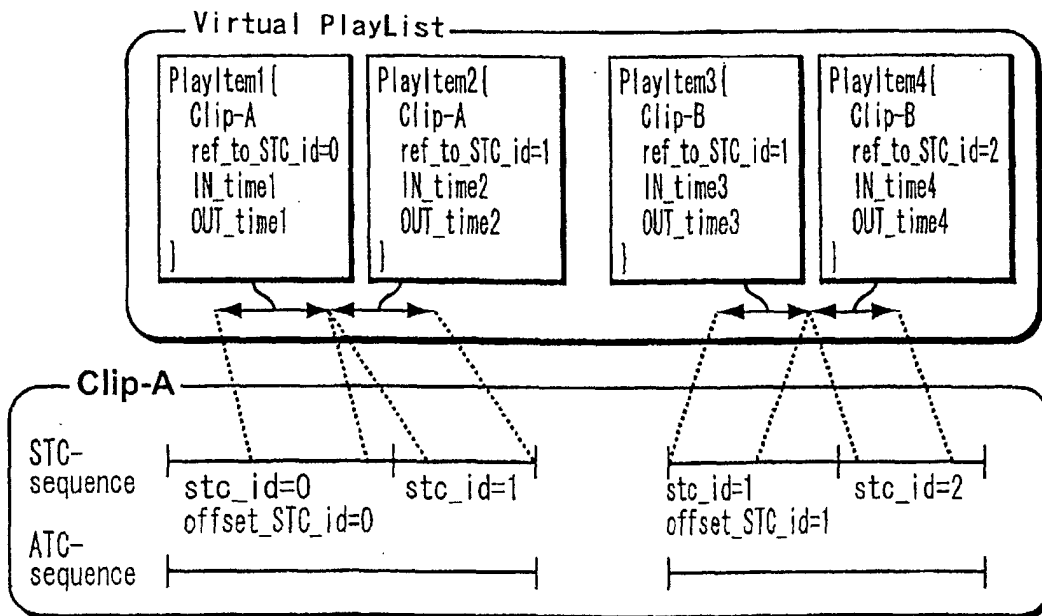 Virtual PlayList
PlayItem1{
Clip-A
ref_to_STC_id=0
IN_time1
OUT_time1
}
PlayItem2{
Clip-A
ref_to_STC_id=1
IN_time2
OUT_time2
}
PlayItem3{
Clip-B
ref_to_STC_id=1
IN_time3
OUT_time3
}
PlayItem4{
Clip-B
ref_to_STC_id=2
IN_time4
OUT_time4
}
Clip-A
STC-
sequence
stc_id=0
offset_STC_id=0
stc_id=1
stc_id=1
offset_STC_id=1
stc_id=2
ATC-
sequence